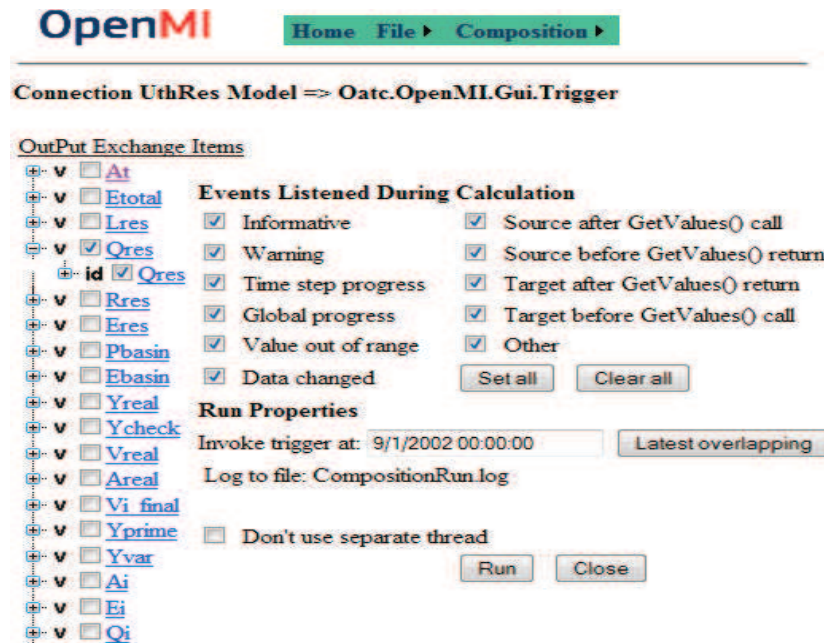 OpenMI
Home File Composition
Connection UthRes Model => Oatc.OpenMI.Gui.Trigger
OutPut Exchange Items
v At
v Etotal
v Lres
v Qres
id Qres
v Rres
v Eres
v Pbasin
v Ebasin
v Yreal
v Ycheck
v Vreal
v Areal
v Vi_final
v Yprime
v Yvar
v Ai
v Ei
v Qi
Events Listened During Calculation
Informative
Warning
Time step progress
Global progress
Value out of range
Data changed
Source after GetValues() call
Source before GetValues() return
Target after GetValues() return
Target before GetValues() call
Other
Set all Clear all
Run Properties
Invoke trigger at: 9/1/2002 00:00:00 Latest overlapping
Log to file: CompositionRun.log
Don't use separate thread
Run Close